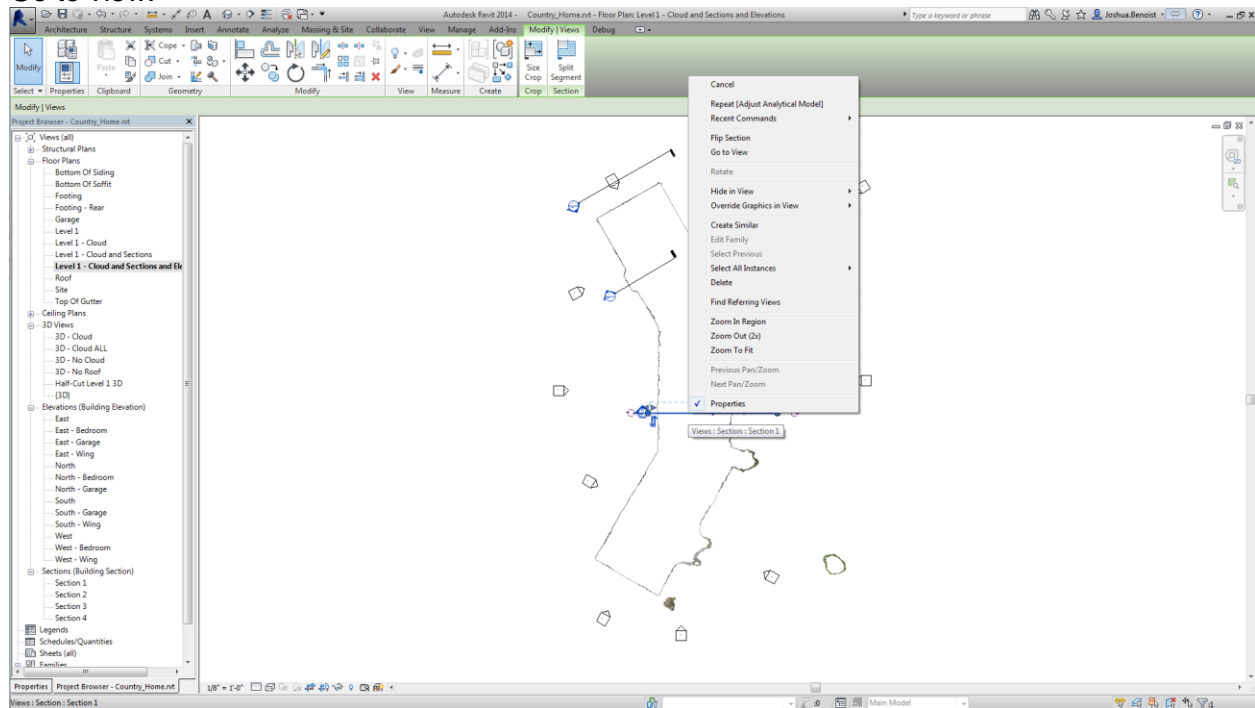 Go to View.
Autodesk Revit 2014 - Country_Home.rvt - Floor Plan: Level 1 - Cloud and Sections and Elevations
Type a keyword or phrase
Joshua.Benoist
Architecture Structure Systems Insert Annotate Analyze Massing & Site Collaborate View Manage Add-Ins Modify | Views Debug
Modify
Paste
Cope
Cut
Join
Size Crop
Split Segment
Select Properties Clipboard Geometry Modify View Measure Create Crop Section
Modify | Views
Project Browser - Country_Home.rvt
Views (all)
Structural Plans
Floor Plans
Bottom Of Siding
Bottom Of Soffit
Footing
Footing - Rear
Garage
Level 1
Level 1 - Cloud
Level 1 - Cloud and Sections
Level 1 - Cloud and Sections and Ele
Roof
Site
Top Of Gutter
Ceiling Plans
3D Views
3D - Cloud
3D - Cloud ALL
3D - No Cloud
3D - No Roof
Half-Cut Level 1 3D
{3D}
Elevations (Building Elevation)
East
East - Bedroom
East - Garage
East - Wing
North
North - Bedroom
North - Garage
South
South - Garage
South - Wing
West
West - Bedroom
West - Wing
Sections (Building Section)
Section 1
Section 2
Section 3
Section 4
Legends
Schedules/Quantities
Sheets (all)
Families
Cancel
Repeat [Adjust Analytical Model]
Recent Commands
Flip Section
Go to View
Rotate
Hide in View
Override Graphics in View
Create Similar
Edit Family
Select Previous
Select All Instances
Delete
Find Referring Views
Zoom In Region
Zoom Out (2x)
Zoom To Fit
Previous Pan/Zoom
Next Pan/Zoom
Properties
Views : Section : Section 1
Properties Project Browser - Country_Home.rvt
1/8" = 1'-0"
Views : Section : Section 1
:0
Main Model
:1